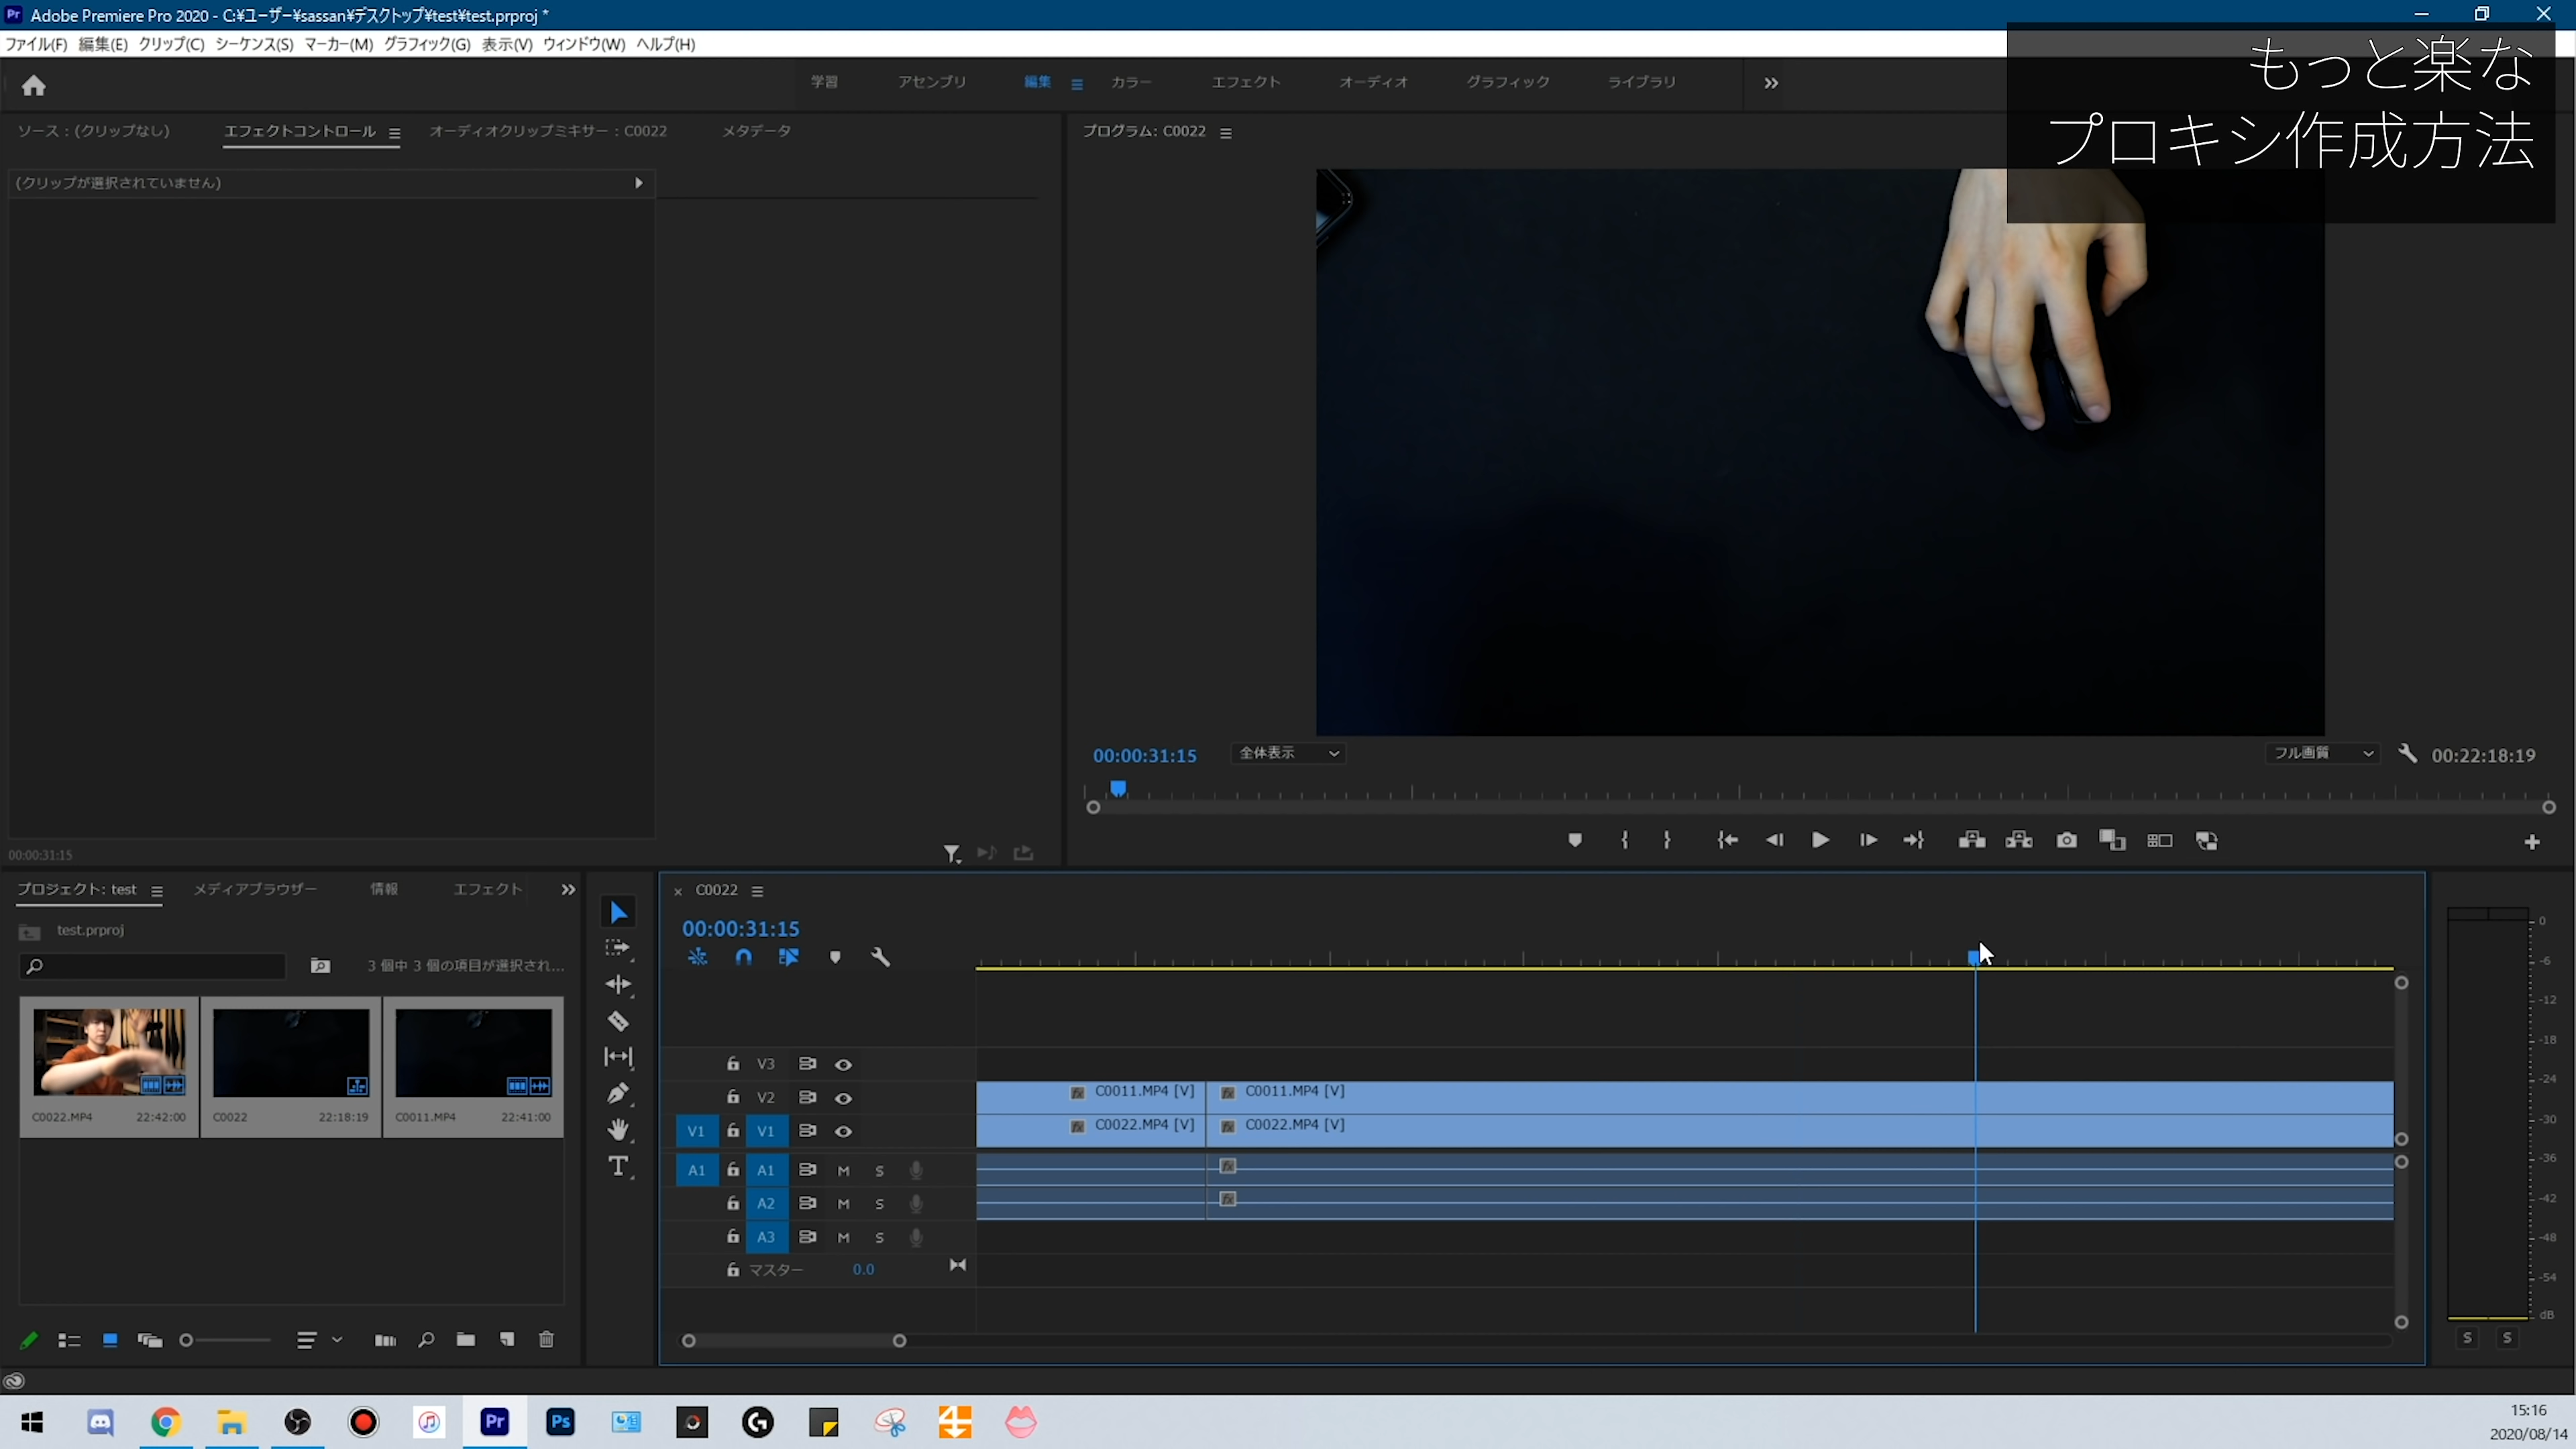 Adobe Premiere Pro 2020 - C:¥ユーザー¥sassan¥デスクトップ¥test¥test.prproj *
ファイル(F) 編集(E) クリップ(C) シーケンス(S) マーカー(M) グラフィック(G) 表示(V) ウィンドウ(W) ヘルプ(H)
もっと楽な
プロキシ作成方法
学習 アセンブリ 編集 カラー エフェクト オーディオ グラフィック ライブラリ
ソース : (クリップなし) エフェクトコントロール オーディオクリップミキサー : C0022 メタデータ
プログラム: C0022
(クリップが選択されていません)
00:00:31:15 全体表示 フル画質 00:22:18:19
00:00:31:15
プロジェクト: test メディアブラウザー 情報 エフェクト
test.prproj
3 個中 3 個の項目が選択され...
C0022.MP4 22:42:00 C0022 22:18:19 C0011.MP4 22:41:00
C0022
00:00:31:15
V3
V2 C0011.MP4 [V] C0011.MP4 [V]
V1 V1 C0022.MP4 [V] C0022.MP4 [V]
A1 A1 M S
A2 M S
A3 M S
マスター 0.0
0
-6
-12
-18
-24
-30
-36
-42
-48
-54
dB
S S
Pr Ps
15:16
2020/08/14